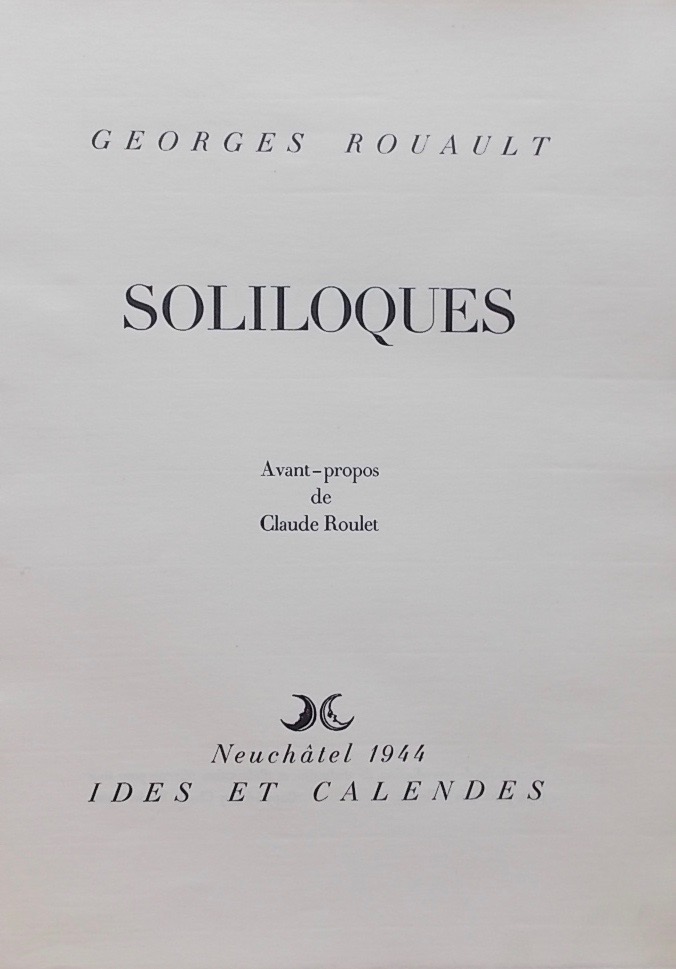 GEORGES ROUAULT
SOLILOQUES
Avant-propos
de
Claude Roulet
Neuchâtel 1944
IDES ET CALENDES